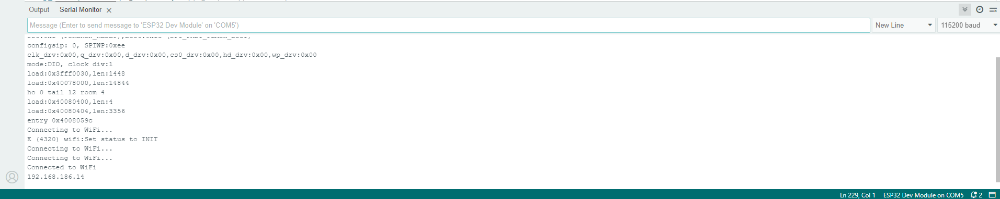 Output Serial Monitor
Message (Enter to send message to 'ESP32 Dev Module' on 'COM5')
New Line
115200 baud
configsip: 0, SPIWP:0xee
clk_drv:0x00,q_drv:0x00,d_drv:0x00,cs0_drv:0x00,hd_drv:0x00,wp_drv:0x00
mode:DIO, clock div:1
load:0x3fff0030,len:1448
load:0x40078000,len:14844
ho 0 tail 12 room 4
load:0x40080400,len:4
load:0x40080404,len:3356
entry 0x4008059c
Connecting to WiFi...
E (4320) wifi:Set status to INIT
Connecting to WiFi...
Connecting to WiFi...
Connected to WiFi
192.168.186.14
Ln 229, Col 1 ESP32 Dev Module on COM5 2